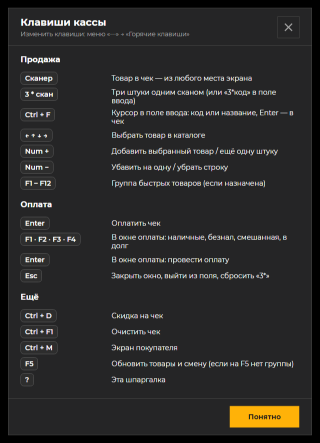 Клавиши кассы
Изменить клавиши: меню «···» → «Горячие клавиши»
Продажа
Сканер Товар в чек — из любого места экрана
3 * скан Три штуки одним сканом (или «3*код» в поле
ввода)
Ctrl + F Курсор в поле ввода: код или название, Enter — в
чек
← ↑ ↓ → Выбрать товар в каталоге
Num + Добавить выбранный товар / ещё одну штуку
Num − Убавить на одну / убрать строку
F1 – F12 Группа быстрых товаров (если назначена)
Оплата
Enter Оплатить чек
F1 · F2 · F3 · F4 В окне оплаты: наличные, безнал, смешанная, в
долг
Enter В окне оплаты: провести оплату
Esc Закрыть окно, выйти из поля, сбросить «3*»
Ещё
Ctrl + D Скидка на чек
Ctrl + F1 Очистить чек
Ctrl + M Экран покупателя
F5 Обновить товары и смену (если на F5 нет группы)
? Эта шпаргалка
Понятно